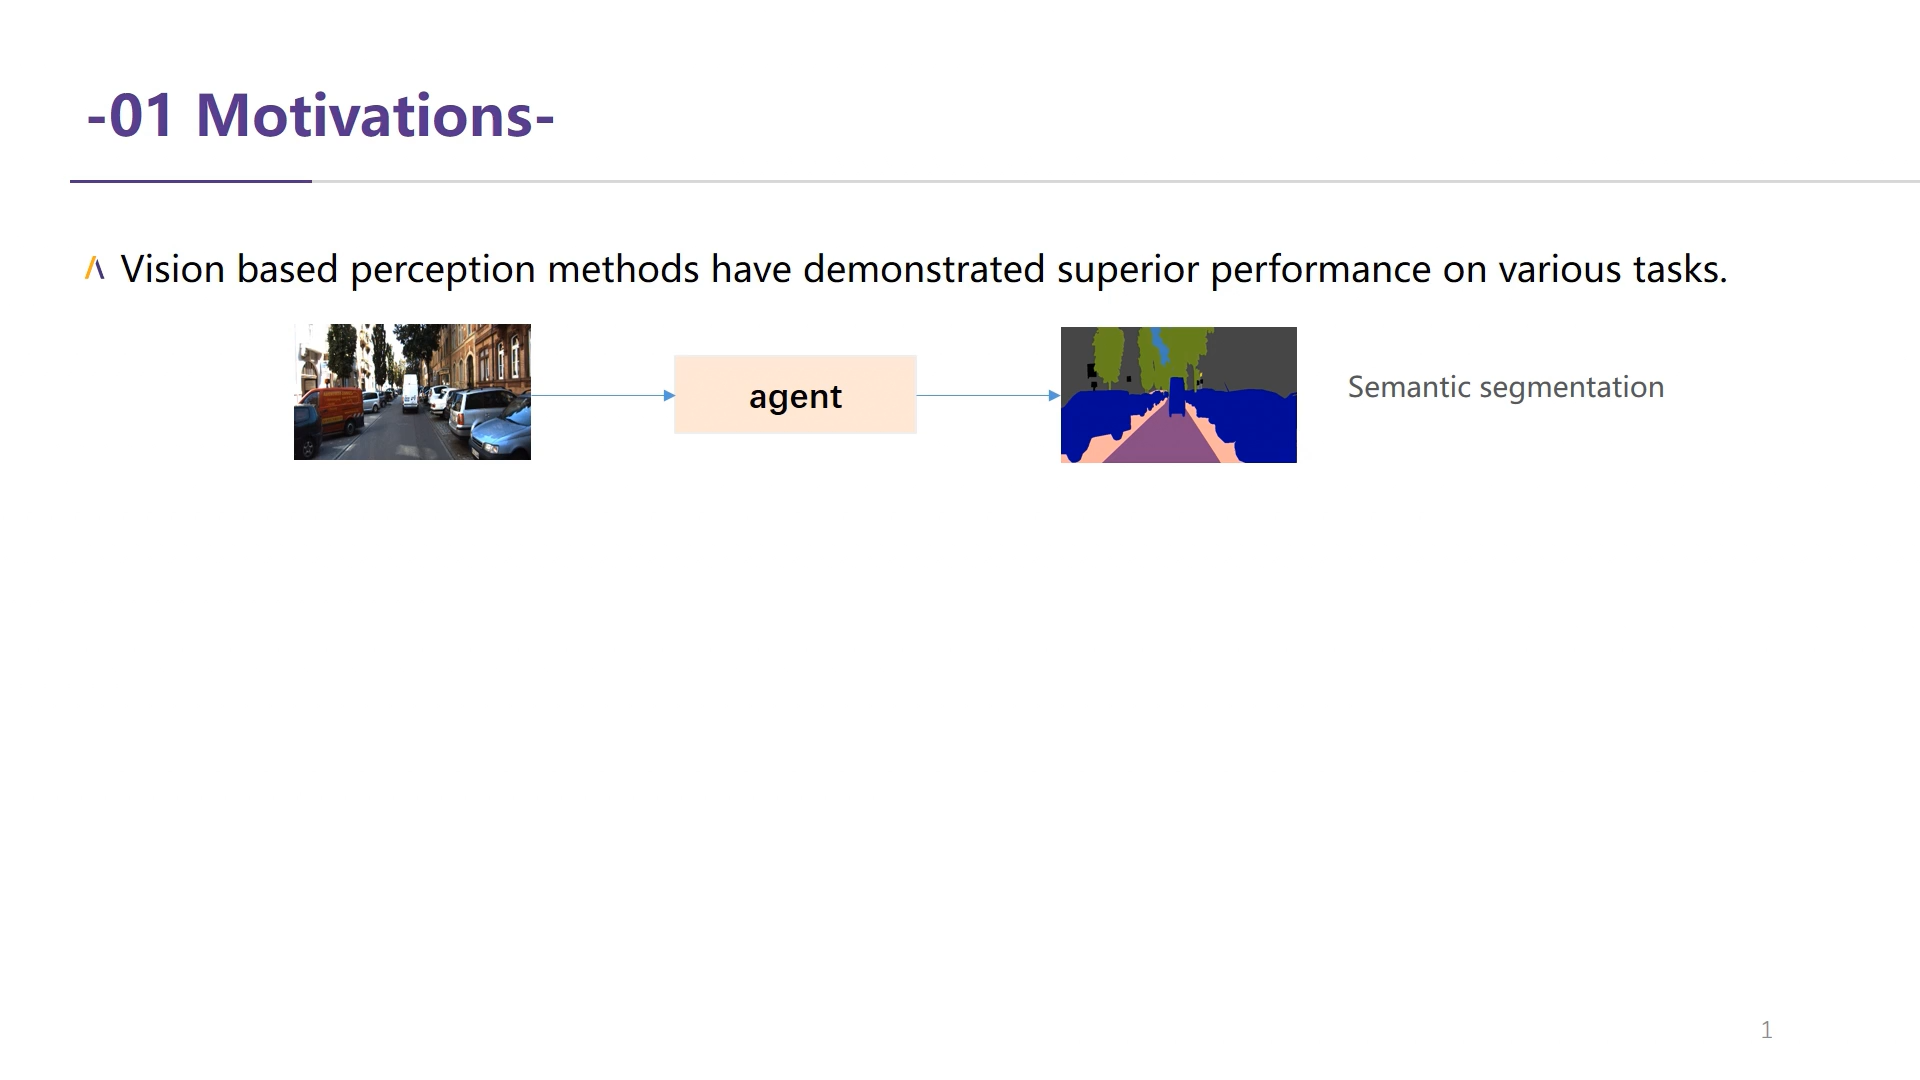 -01 Motivations-
Vision based perception methods have demonstrated superior performance on various tasks.
agent
Semantic segmentation
1